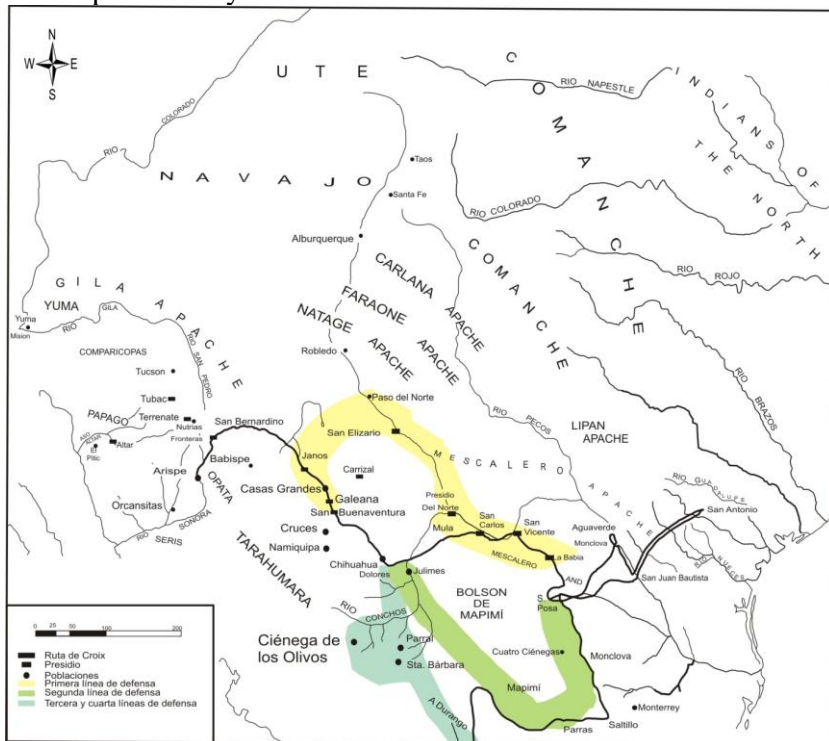 N
W E
S
UTE
COMANCHE
RIO NAPESTLE
INDIANS OF
THE NORTH
RIO COLORADO
NAVAJO
Taos
Santa Fe
RIO COLORADO
Alburquerque
COMANCHE
RIO ROJO
CARLANA
APACHE
FARAONE
APACHE
NATAGE
APACHE
GILA APACHE
YUMA
RIO GILA
Yuma
Mision
RIO SAN PEDRO
COMPARICOPAS
Robledo
RIO BRAZOS
Tucson
Tubac
PAPAGO
Terrenate
Nutrias
Fronteras
Altar
El
Pitic
San Bernardino
Paso del Norte
RIO PECOS
LIPAN
APACHE
San Elizario
MESCALERO APACHE
Babispe
Janos
Carrizal
Arispe
OPATA
Casas Grandes
Galeana
San
Buenaventura
RIO GUADALUPE
San Antonio
Orcansitas
RIO SONORA
SERIS
Cruces
Namiquipa
Presidio
Del Norte
Mula
San
Carlos
San
Vicente
Aguaverde
Monclova
RIO NUECES
MESCALERO AND
La Babia
San Juan Bautista
TARAHUMARA
Chihuahua
Dolores
Julimes
BOLSON
DE
MAPIMÍ
S.
Posa
RIO CONCHOS
Ciénega de
los Olivos
Parral
Sta. Bárbara
Cuatro Ciénegas
Monclova
Mapimí
Monterrey
Saltillo
Parras
A Durango
0 25 50 100 200
Ruta de Croix
Presidio
Poblaciones
Primera línea de defensa
Segunda línea de defensa
Tercera y cuarta líneas de defensa